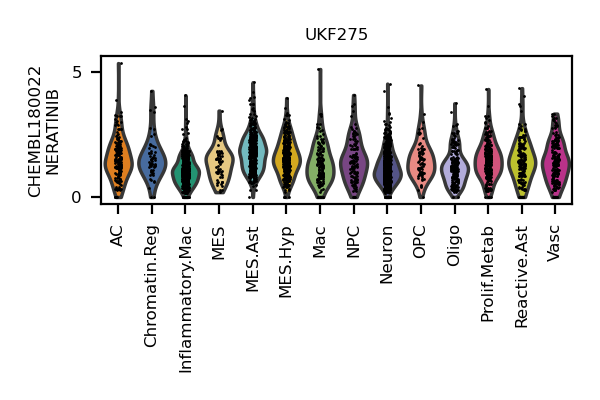 UKF275
CHEMBL180022
NERATINIB
5
0
AC
Chromatin.Reg
Inflammatory.Mac
MES
MES.Ast
MES.Hyp
Mac
NPC
Neuron
OPC
Oligo
Prolif.Metab
Reactive.Ast
Vasc